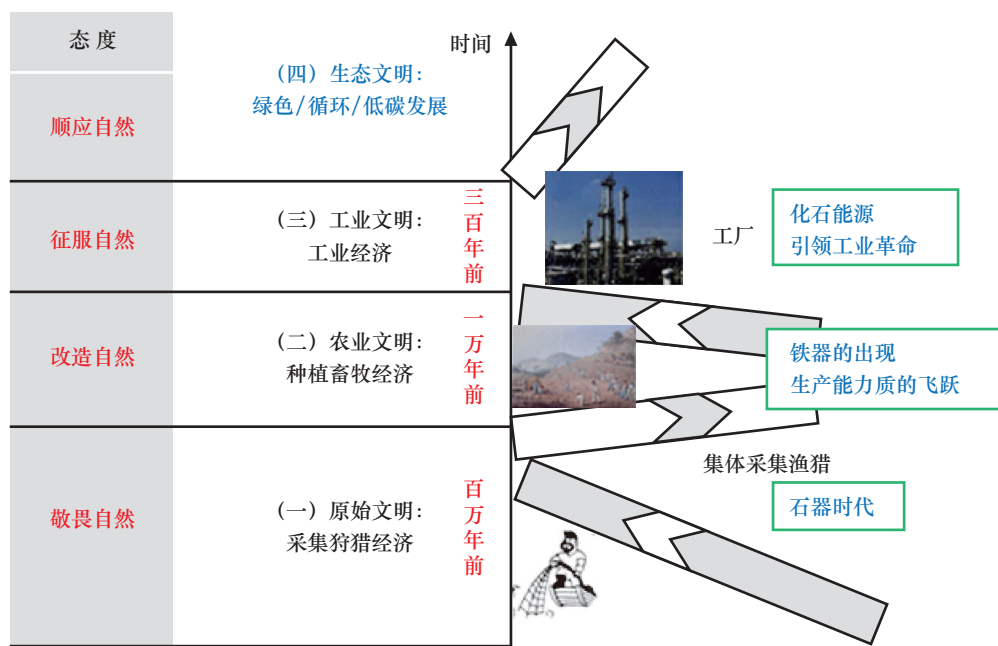 态 度
时间
（四）生态文明：
绿色/循环/低碳发展
顺应自然
征服自然
（三）工业文明：
工业经济
三百年前
工厂
化石能源
引领工业革命
改造自然
（二）农业文明：
种植畜牧经济
一万年前
铁器的出现
生产能力质的飞跃
集体采集渔猎
敬畏自然
（一）原始文明：
采集狩猎经济
百万年前
石器时代